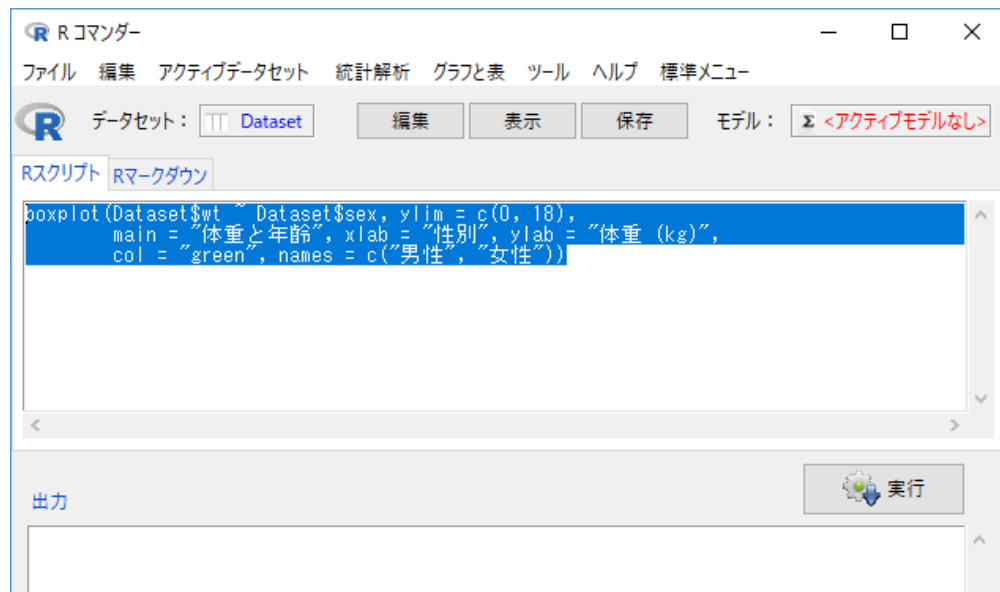 R コマンダー
ファイル 編集 アクティブデータセット 統計解析 グラフと表 ツール ヘルプ 標準メニュー
R データセット： Dataset 編集 表示 保存 モデル： Σ <アクティブモデルなし>
Rスクリプト Rマークダウン
boxplot(Dataset$wt ~ Dataset$sex, ylim = c(0, 18),
main = "体重と年齢", xlab = "性別", ylab = "体重 (kg)",
col = "green", names = c("男性", "女性"))
実行
出力